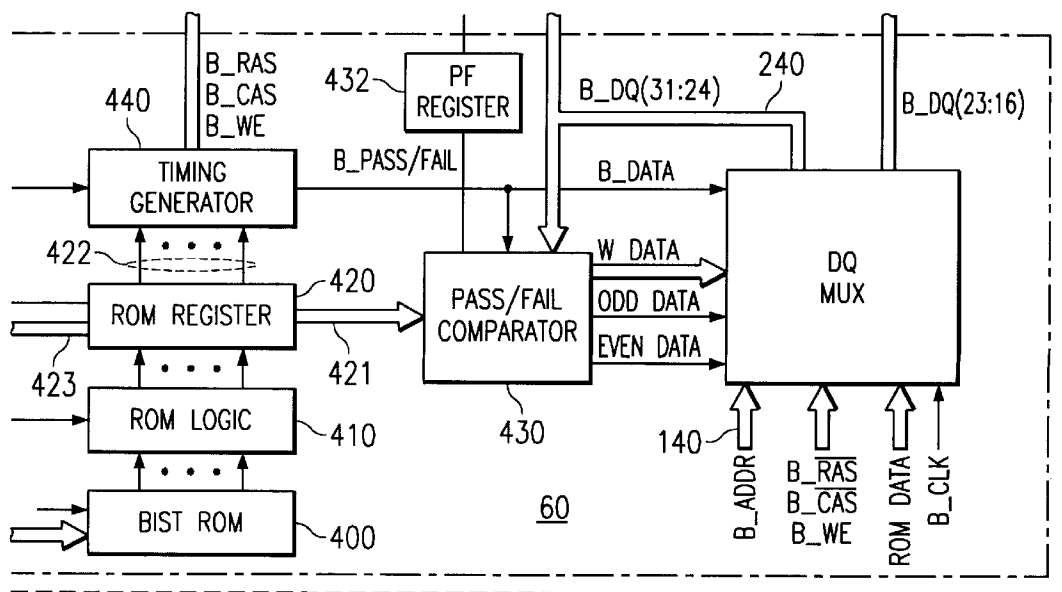 B_RAS
B_CAS
B_WE
440
432
PF
REGISTER
B_DQ(31:24)
240
B_DQ(23:16)
TIMING
GENERATOR
B_PASS/FAIL
B_DATA
422
420
ROM REGISTER
423
421
PASS/FAIL
COMPARATOR
W DATA
ODD DATA
EVEN DATA
DQ
MUX
ROM LOGIC
410
430
140
BIST ROM
400
60
B_ADDR
B_R̅A̅S̅
B_C̅A̅S̅
B_WE
ROM DATA
B_CLK